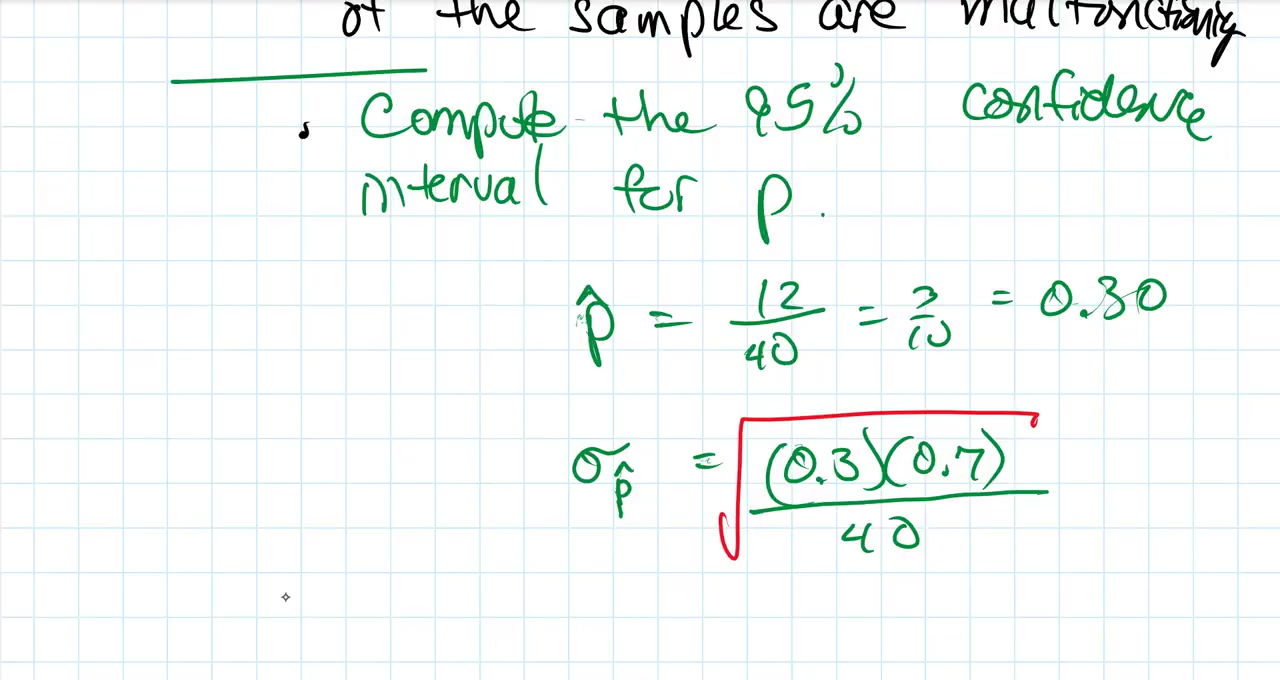 of the samples are malfunctioning
• Compute the 95% confidence
interval for p.
p̂ = 12/40 = 3/10 = 0.30
σ_p̂ = √((0.3)(0.7)/40)